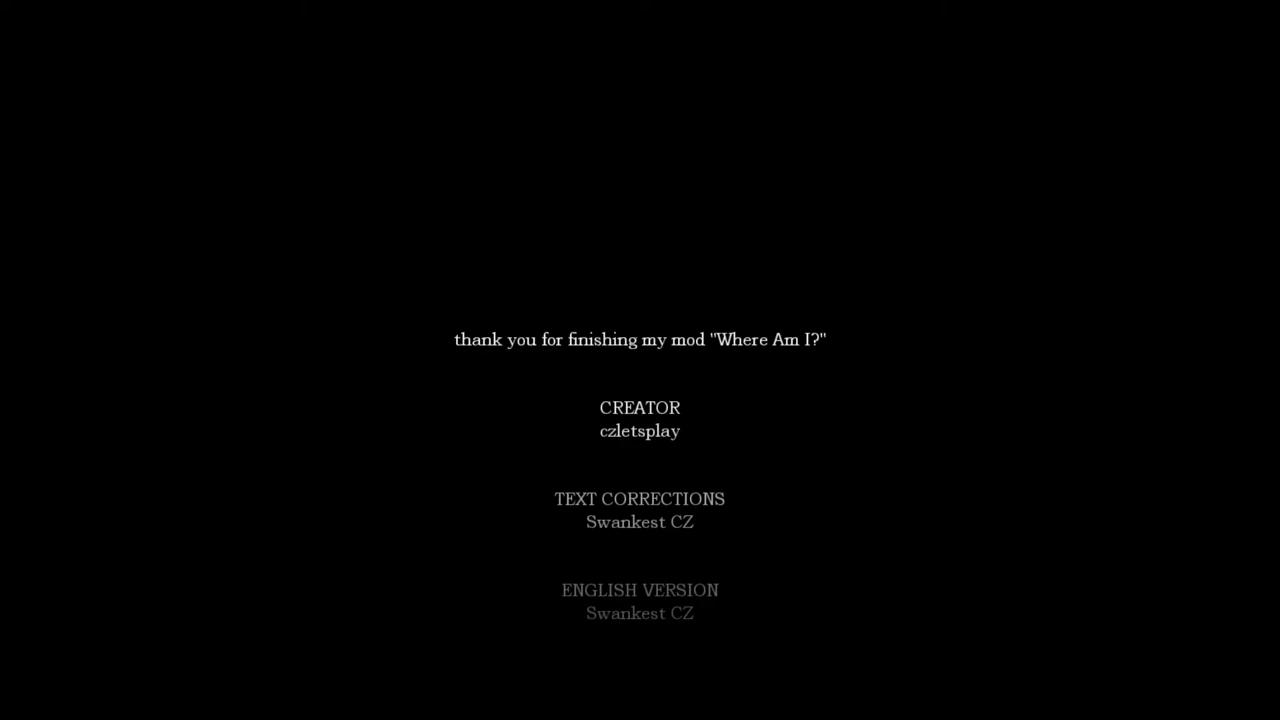 thank you for finishing my mod "Where Am I?"
CREATOR
czletsplay
TEXT CORRECTIONS
Swankest CZ
ENGLISH VERSION
Swankest CZ